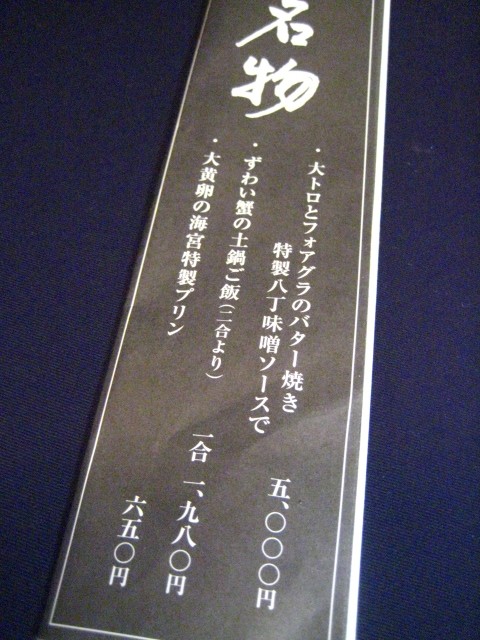 名物
・大トロとフォアグラのバター焼き
特製八丁味噌ソースで
五、〇〇〇円
・ずわい蟹の土鍋ご飯（二合より）
一合 一、九八〇円
・大黄卵の海宮特製プリン
六五〇円